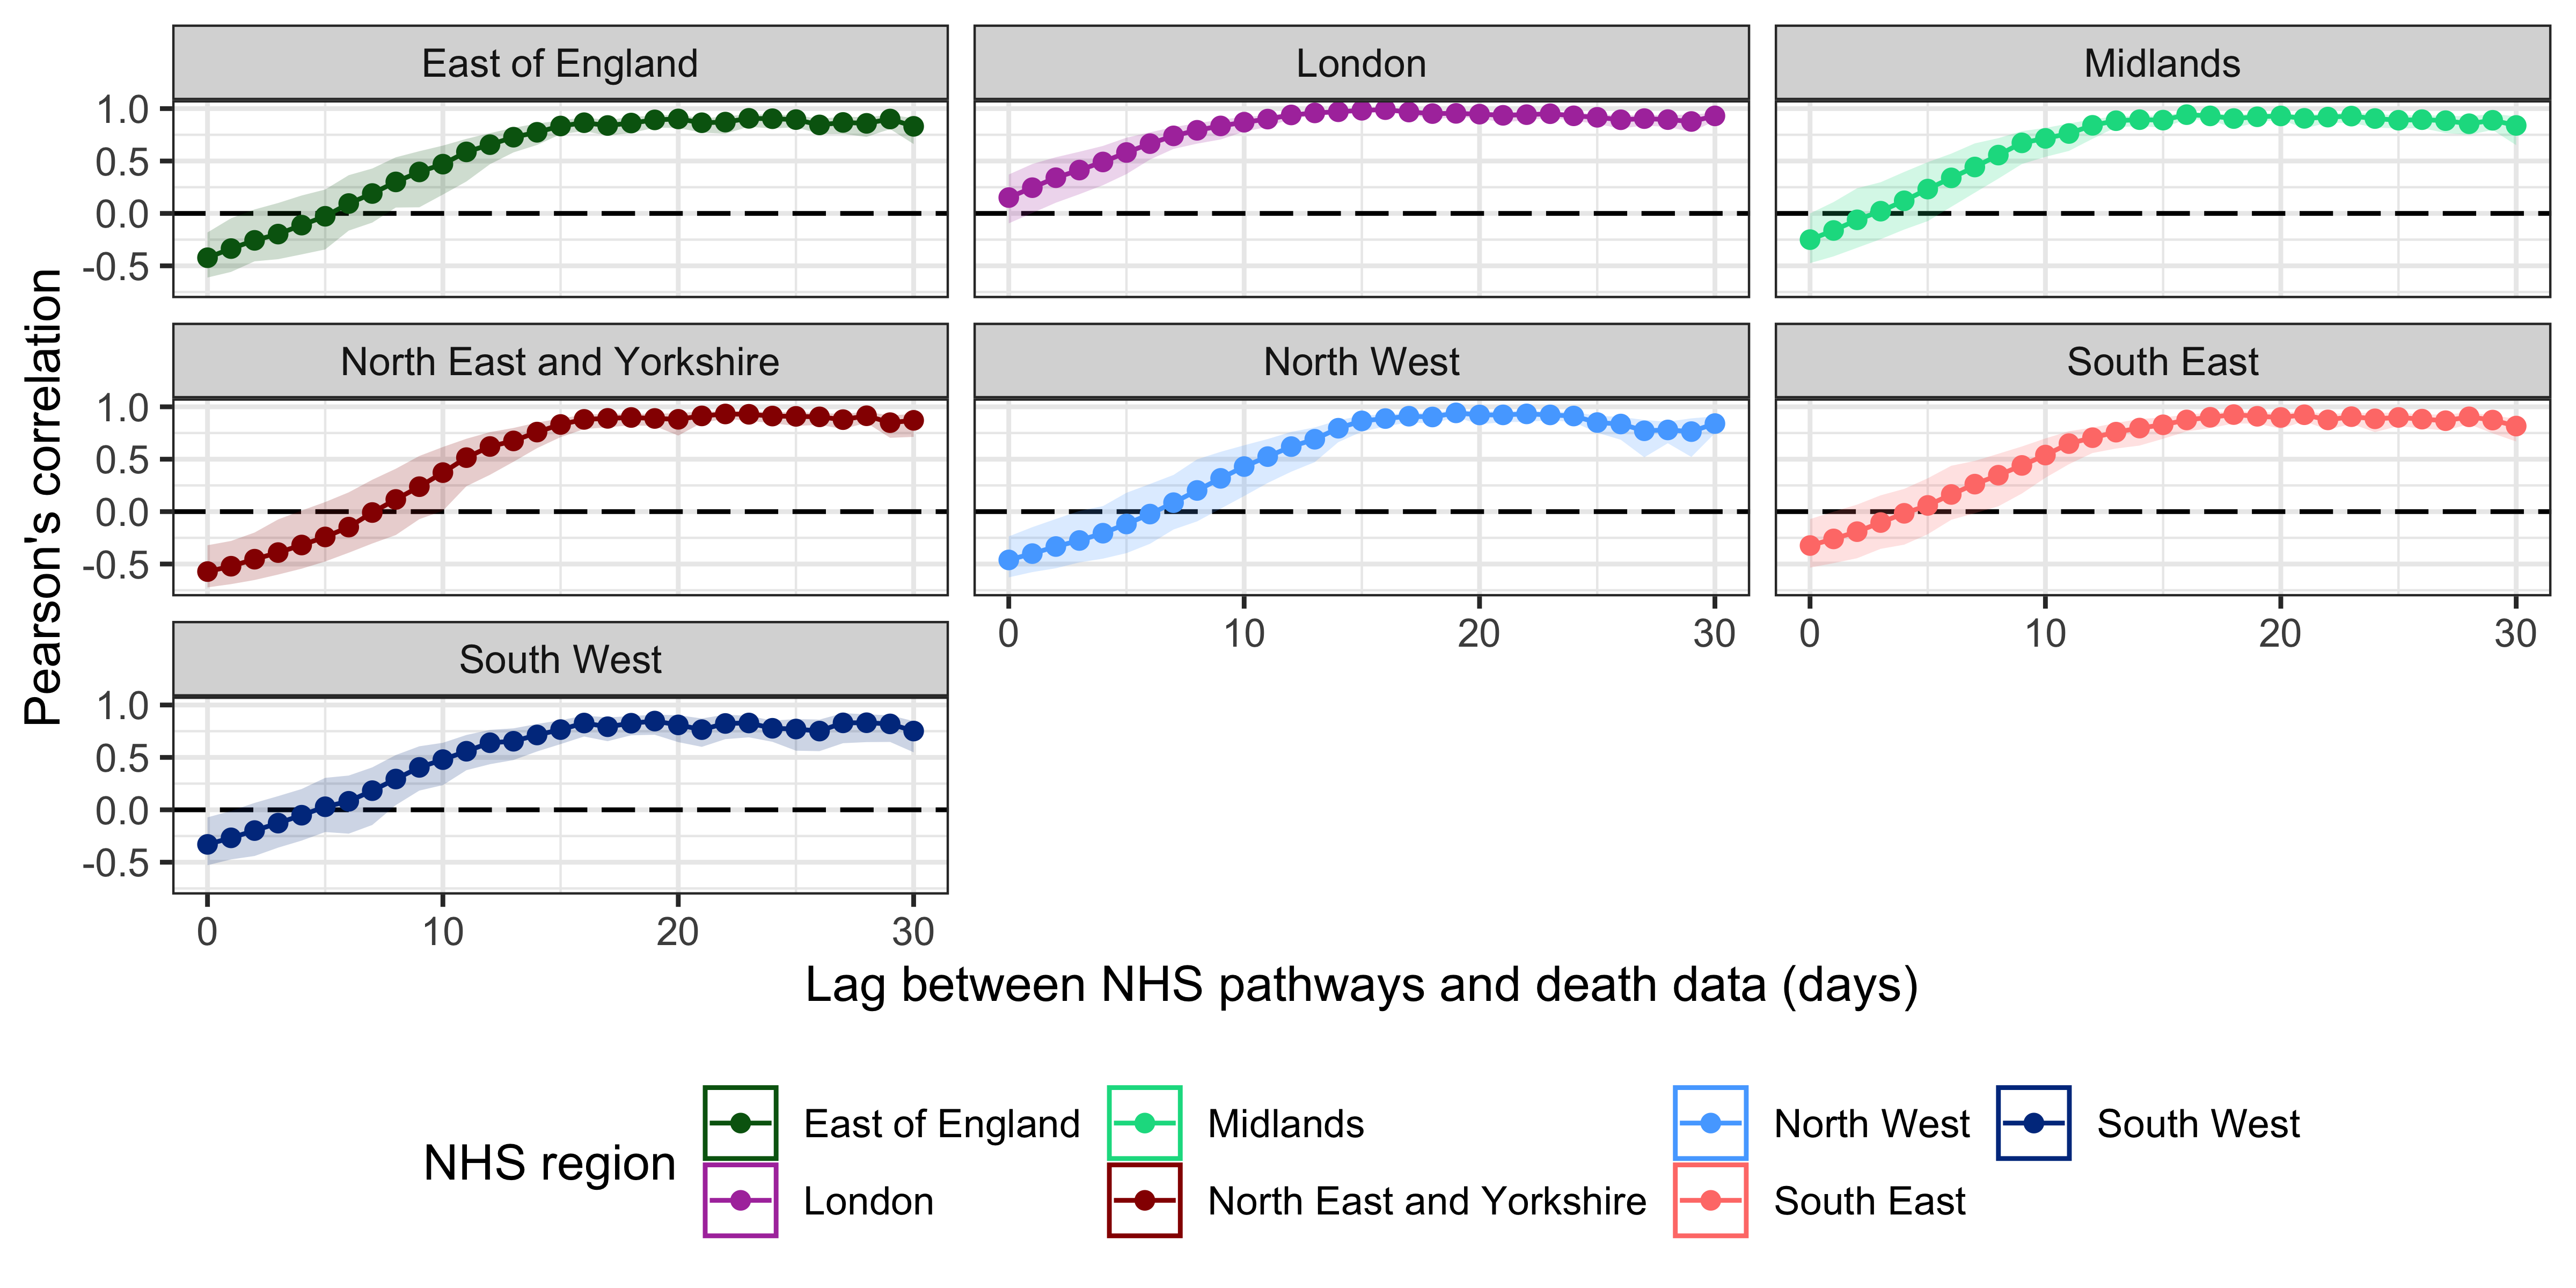 East of England
London
Midlands
1.0
0.5
0.0
-0.5
North East and Yorkshire
North West
South East
1.0
0.5
0.0
-0.5
0 10 20 30
0 10 20 30
South West
1.0
0.5
0.0
-0.5
0 10 20 30
Pearson's correlation
Lag between NHS pathways and death data (days)
NHS region
East of England
London
Midlands
North East and Yorkshire
North West
South East
South West